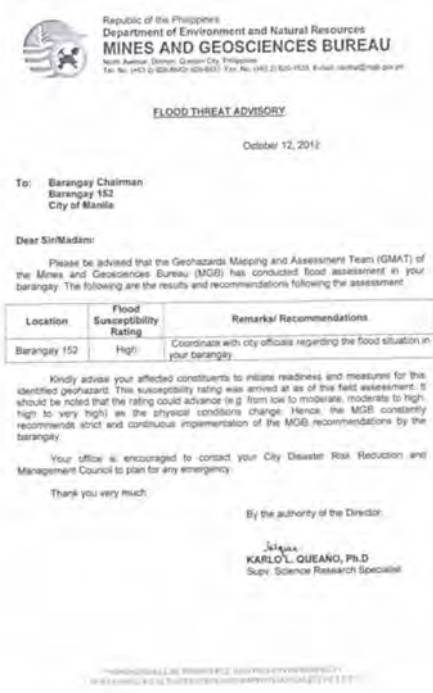 Republic of the Philippines
Department of Environment and Natural Resources
MINES AND GEOSCIENCES BUREAU
North Avenue, Diliman, Quezon City, Philippines
FLOOD THREAT ADVISORY
October 12, 2012
To: Barangay Chairman
Barangay 152
City of Manila
Dear Sir/Madam:
Please be advised that the Geohazards Mapping and Assessment Team (GMAT) of
the Mines and Geosciences Bureau (MGB) has conducted flood assessment in your
barangay. The following are the results and recommendations following the assessment
Location Flood Susceptibility Rating Remarks/ Recommendations
Barangay 152 High Coordinate with city officials regarding the flood situation in your barangay
Kindly advise your affected constituents to initiate readiness and measures for this
identified geohazard. This susceptibility rating was arrived at as of this field assessment. It
should be noted that the rating could advance (e.g. from low to moderate, moderate to high,
high to very high) as the physical conditions change. Hence, the MGB constantly
recommends strict and continuous implementation of the MGB recommendations by the
barangay.
Your office is encouraged to contact your City Disaster Risk Reduction and
Management Council to plan for any emergency.
Thank you very much.
By the authority of the Director:
KARLO L. QUEAÑO, Ph.D
Supv. Science Research Specialist